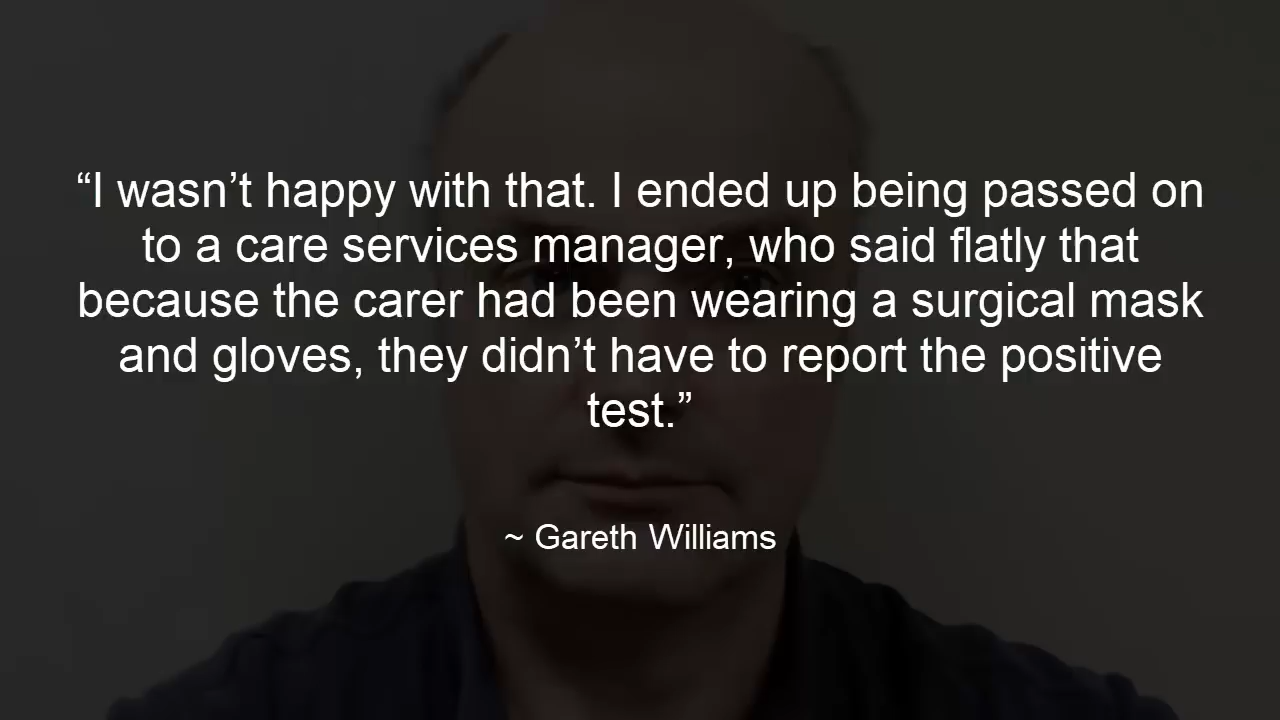 “I wasn’t happy with that. I ended up being passed on
to a care services manager, who said flatly that
because the carer had been wearing a surgical mask
and gloves, they didn’t have to report the positive
test.”
~ Gareth Williams